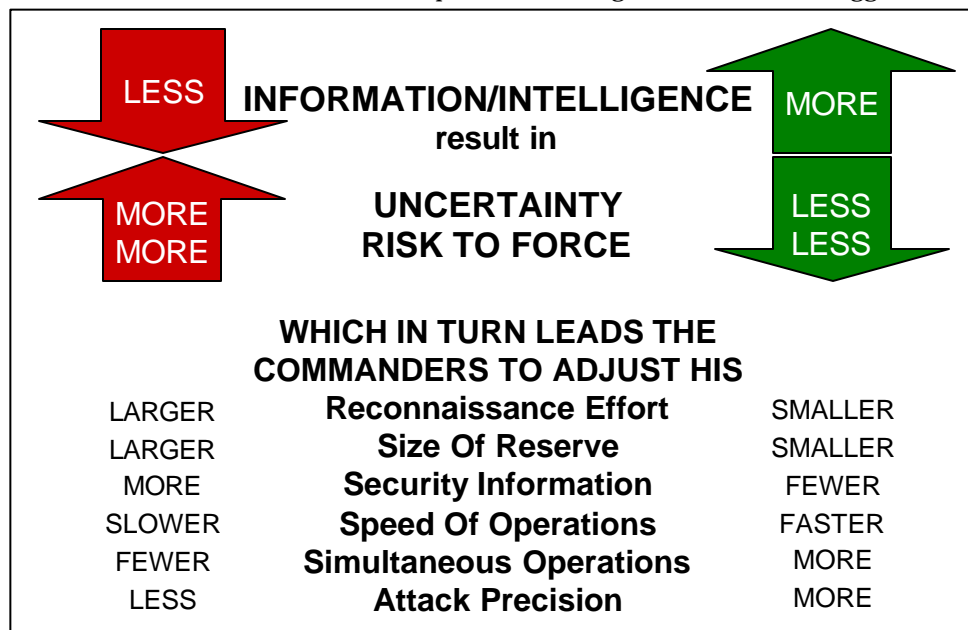 LESS INFORMATION/INTELLIGENCE MORE
result in
MORE UNCERTAINTY LESS
MORE RISK TO FORCE LESS
WHICH IN TURN LEADS THE
COMMANDERS TO ADJUST HIS
LARGER Reconnaissance Effort SMALLER
LARGER Size Of Reserve SMALLER
MORE Security Information FEWER
SLOWER Speed Of Operations FASTER
FEWER Simultaneous Operations MORE
LESS Attack Precision MORE